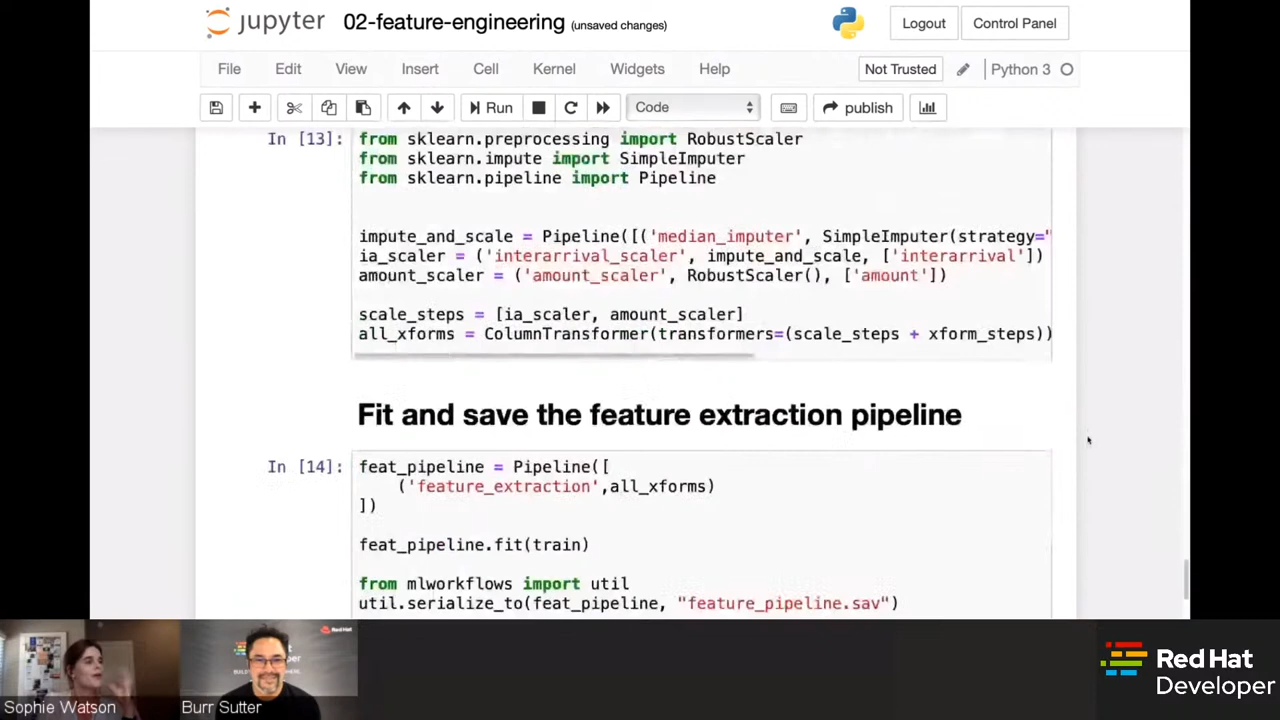 jupyter 02-feature-engineering (unsaved changes) Logout Control Panel
File Edit View Insert Cell Kernel Widgets Help Not Trusted Python 3
Run Code publish
In [13]: from sklearn.preprocessing import RobustScaler
from sklearn.impute import SimpleImputer
from sklearn.pipeline import Pipeline
impute_and_scale = Pipeline([('median_imputer', SimpleImputer(strategy="
ia_scaler = ('interarrival_scaler', impute_and_scale, ['interarrival'])
amount_scaler = ('amount_scaler', RobustScaler(), ['amount'])
scale_steps = [ia_scaler, amount_scaler]
all_xforms = ColumnTransformer(transformers=(scale_steps + xform_steps))
Fit and save the feature extraction pipeline
In [14]: feat_pipeline = Pipeline([
('feature_extraction',all_xforms)
])
feat_pipeline.fit(train)
from mlworkflows import util
util.serialize_to(feat_pipeline, "feature_pipeline.sav")
Red Hat
Developer
Sophie Watson
Burr Sutter
Red Hat
Developer